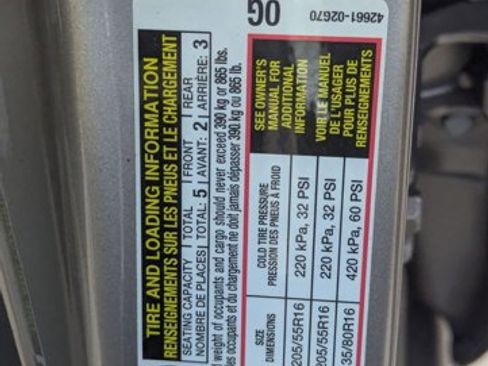 TIRE AND LOADING INFORMATION
RENSEIGNEMENTS SUR LES PNEUS ET LE CHARGEMENT
SEATING CAPACITY TOTAL FRONT REAR
NOMBRE DE PLACES TOTAL: 5 AVANT: 2 ARRIÈRE: 3
weight of occupants and cargo should never exceed 390 kg or 865 lbs.
des occupants et du chargement ne doit jamais dépasser 390 kg ou 865 lb.
SIZE
DIMENSIONS
COLD TIRE PRESSURE
PRESSION DES PNEUS À FROID
205/55R16 220 kPa, 32 PSI
205/55R16 220 kPa, 32 PSI
35/80R16 420 kPa, 60 PSI
SEE OWNER'S
MANUAL FOR
ADDITIONAL
INFORMATION
VOIR LE MANUEL
DE L'USAGER
POUR PLUS DE
RENSEIGNEMENTS
OG
42661-02G70